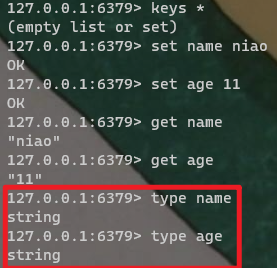 127.0.0.1:6379> keys *
(empty list or set)
127.0.0.1:6379> set name niao
OK
127.0.0.1:6379> set age 11
OK
127.0.0.1:6379> get name
"niao"
127.0.0.1:6379> get age
"11"
127.0.0.1:6379> type name
string
127.0.0.1:6379> type age
string